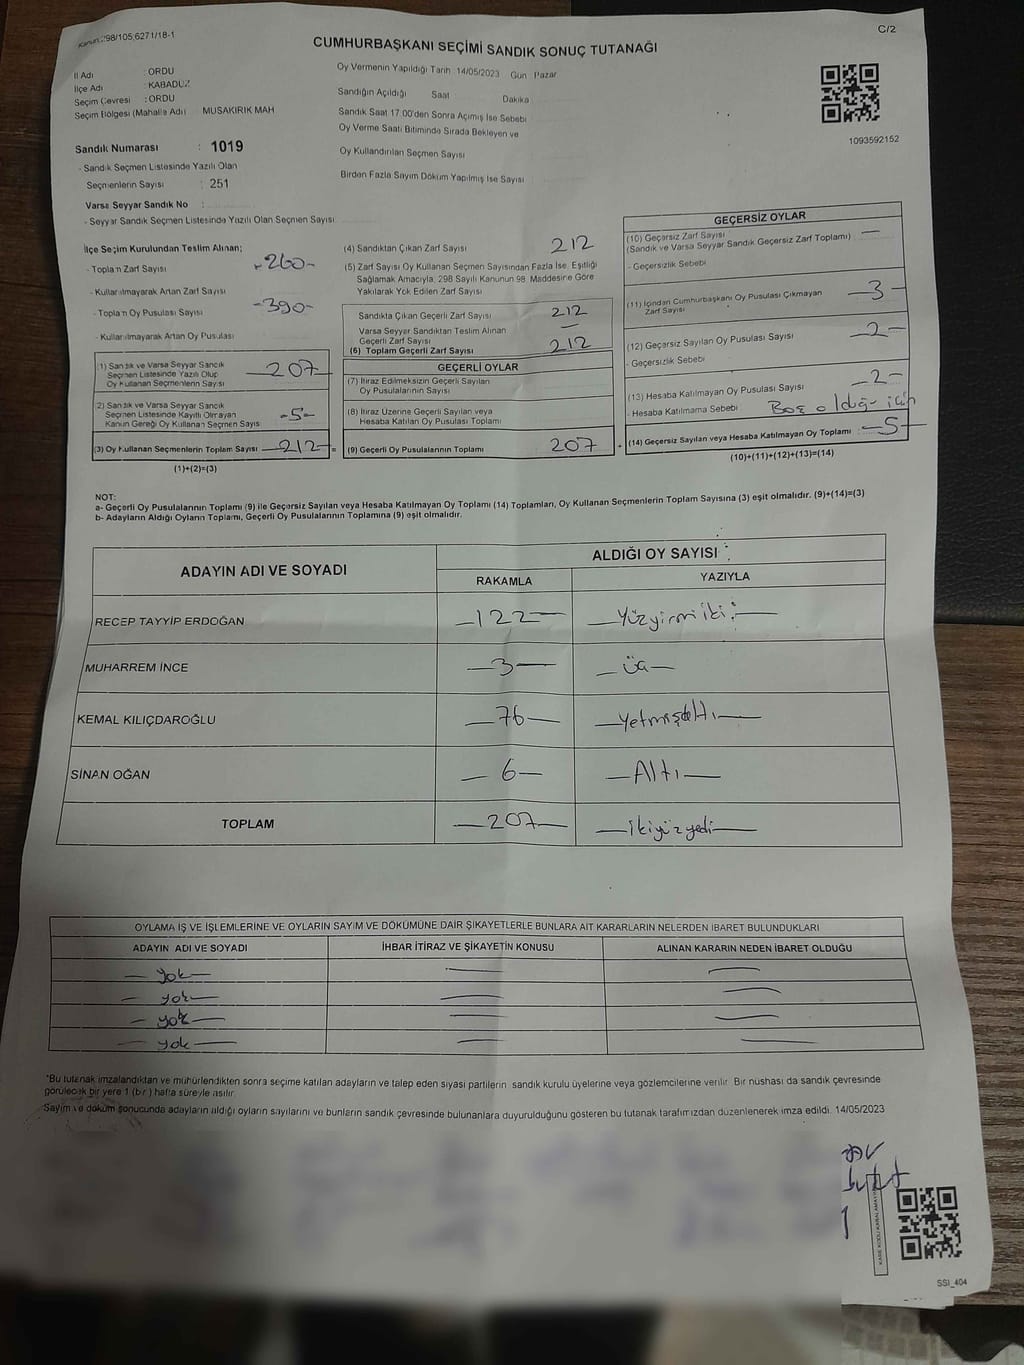 Kanun : 298/105,6271/18-1
C/2
CUMHURBAŞKANI SEÇİMİ SANDIK SONUÇ TUTANAĞI
İl Adı : ORDU
İlçe Adı : KABADÜZ
Seçim Çevresi : ORDU
Seçim Bölgesi (Mahalle Adı) MUSAKIRIK MAH
Oy Vermenin Yapıldığı Tarih :14/05/2023 Gün : Pazar
Sandığın Açıldığı Saat Dakika
Sandık Saat 17.00'den Sonra Açılmış İse Sebebi
Oy Verme Saati Bitiminde Sırada Bekleyen ve
Oy Kullandırılan Seçmen Sayısı
Birden Fazla Sayım Döküm Yapılmış İse Sayısı
1093592152
Sandık Numarası : 1019
- Sandık Seçmen Listesinde Yazılı Olan
Seçmenlerin Sayısı : 251
Varsa Seyyar Sandık No :
- Seyyar Sandık Seçmen Listesinde Yazılı Olan Seçmen Sayısı
İlçe Seçim Kurulundan Teslim Alınan;
- Toplam Zarf Sayısı -260-
- Kullanılmayarak Artan Zarf Sayısı
- Toplam Oy Pusulası Sayısı -390-
- Kullanılmayarak Artan Oy Pusulası
(1) Sandık ve Varsa Seyyar Sandık
Seçmen Listesinde Yazılı Olup
Oy Kullanan Seçmenlerin Sayısı 207
(2) Sandık ve Varsa Seyyar Sandık
Seçmen Listesinde Kayıtlı Olmayan
Kanun Gereği Oy Kullanan Seçmen Sayısı -5-
(3) Oy Kullanan Seçmenlerin Toplam Sayısı -212- =
(1)+(2)=(3)
(4) Sandıktan Çıkan Zarf Sayısı 212
(5) Zarf Sayısı Oy Kullanan Seçmen Sayısından Fazla İse, Eşitliği
Sağlamak Amacıyla, 298 Sayılı Kanunun 98. Maddesine Göre
Yakılarak Yok Edilen Zarf Sayısı
Sandıkta Çıkan Geçerli Zarf Sayısı 212
Varsa Seyyar Sandıktan Teslim Alınan
Geçerli Zarf Sayısı -
(6) Toplam Geçerli Zarf Sayısı 212
GEÇERLİ OYLAR
(7) İtiraz Edilmeksizin Geçerli Sayılan
Oy Pusulalarının Sayısı
(8) İtiraz Üzerine Geçerli Sayılan veya
Hesaba Katılan Oy Pusulası Toplamı
(9) Geçerli Oy Pusulalarının Toplamı 207 +
GEÇERSİZ OYLAR
(10) Geçersiz Zarf Sayısı -
(Sandık ve Varsa Seyyar Sandık Geçersiz Zarf Toplamı)
- Geçersizlik Sebebi
(11) İçinden Cumhurbaşkanı Oy Pusulası Çıkmayan
Zarf Sayısı -3-
(12) Geçersiz Sayılan Oy Pusulası Sayısı -2-
- Geçersizlik Sebebi
(13) Hesaba Katılmayan Oy Pusulası Sayısı -2-
- Hesaba Katılmama Sebebi Boş olduğu için
(14) Geçersiz Sayılan veya Hesaba Katılmayan Oy Toplamı -5-
(10)+(11)+(12)+(13)=(14)
NOT:
a- Geçerli Oy Pusulalarının Toplamı (9) ile Geçersiz Sayılan veya Hesaba Katılmayan Oy Toplamı (14) Toplamları, Oy Kullanan Seçmenlerin Toplam Sayısına (3) eşit olmalıdır. (9)+(14)=(3)
b- Adayların Aldığı Oyların Toplamı, Geçerli Oy Pusulalarının Toplamına (9) eşit olmalıdır.
ADAYIN ADI VE SOYADI ALDIĞI OY SAYISI
RAKAMLA YAZIYLA
RECEP TAYYİP ERDOĞAN -122- -Yüzyirmiiki-
MUHARREM İNCE -3- -üç-
KEMAL KILIÇDAROĞLU -76- -Yetmişaltı-
SİNAN OĞAN -6- -Altı-
TOPLAM -207- -ikiyüzyedi-
OYLAMA İŞ VE İŞLEMLERİNE VE OYLARIN SAYIM VE DÖKÜMÜNE DAİR ŞİKAYETLERLE BUNLARA AİT KARARLARIN NELERDEN İBARET BULUNDUKLARI
ADAYIN ADI VE SOYADI İHBAR İTİRAZ VE ŞİKAYETİN KONUSU ALINAN KARARIN NEDEN İBARET OLDUĞU
- yok - - -
- yok - - -
- yok - - -
- yok - - -
*Bu tutanak imzalandıktan ve mühürlendikten sonra seçime katılan adayların ve talep eden siyasi partilerin sandık kurulu üyelerine veya gözlemcilerine verilir. Bir nüshası da sandık çevresinde
görülecek bir yere 1 (bir) hafta süreyle asılır.
Sayım ve döküm sonucunda adayların aldığı oyların sayılarını ve bunların sandık çevresinde bulunanlara duyurulduğunu gösteren bu tutanak tarafımızdan düzenlenerek imza edildi. 14/05/2023
KARE KODU KARALAMAYIN
SSI_404